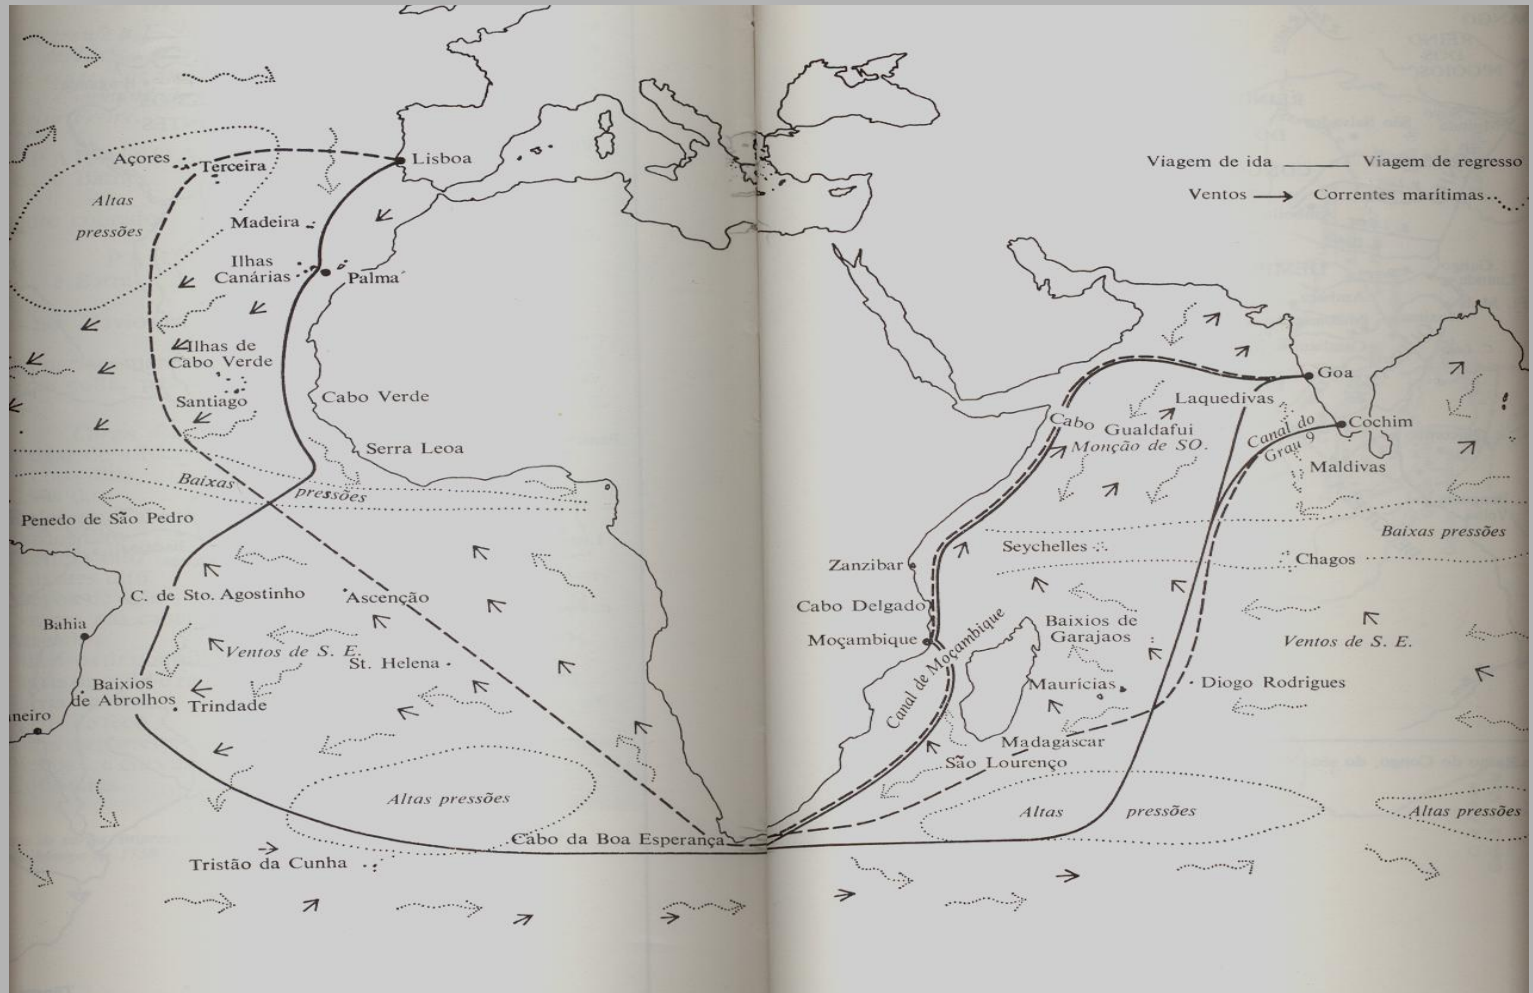 Açores
Terceira
Lisboa
Altas
pressões
Madeira
Ilhas
Canárias
Palma
Ilhas de
Cabo Verde
Santiago
Cabo Verde
Serra Leoa
Baixas pressões
Penedo de São Pedro
C. de Sto. Agostinho
Ascenção
Bahia
Ventos de S. E.
St. Helena
Baixios
de Abrolhos
Trindade
neiro
Altas pressões
Cabo da Boa Esperança
Tristão da Cunha
Viagem de ida
Viagem de regresso
Ventos
Correntes marítimas
Goa
Laquedivas
Cabo Gualdafui
Monção de SO.
Canal do
Grau 9
Cochim
Maldivas
Baixas pressões
Seychelles
Chagos
Zanzibar
Cabo Delgado
Moçambique
Canal de Moçambique
Baixios de
Garajaos
Ventos de S. E.
Maurícias
Diogo Rodrigues
Madagascar
São Lourenço
Altas pressões
Altas pressões